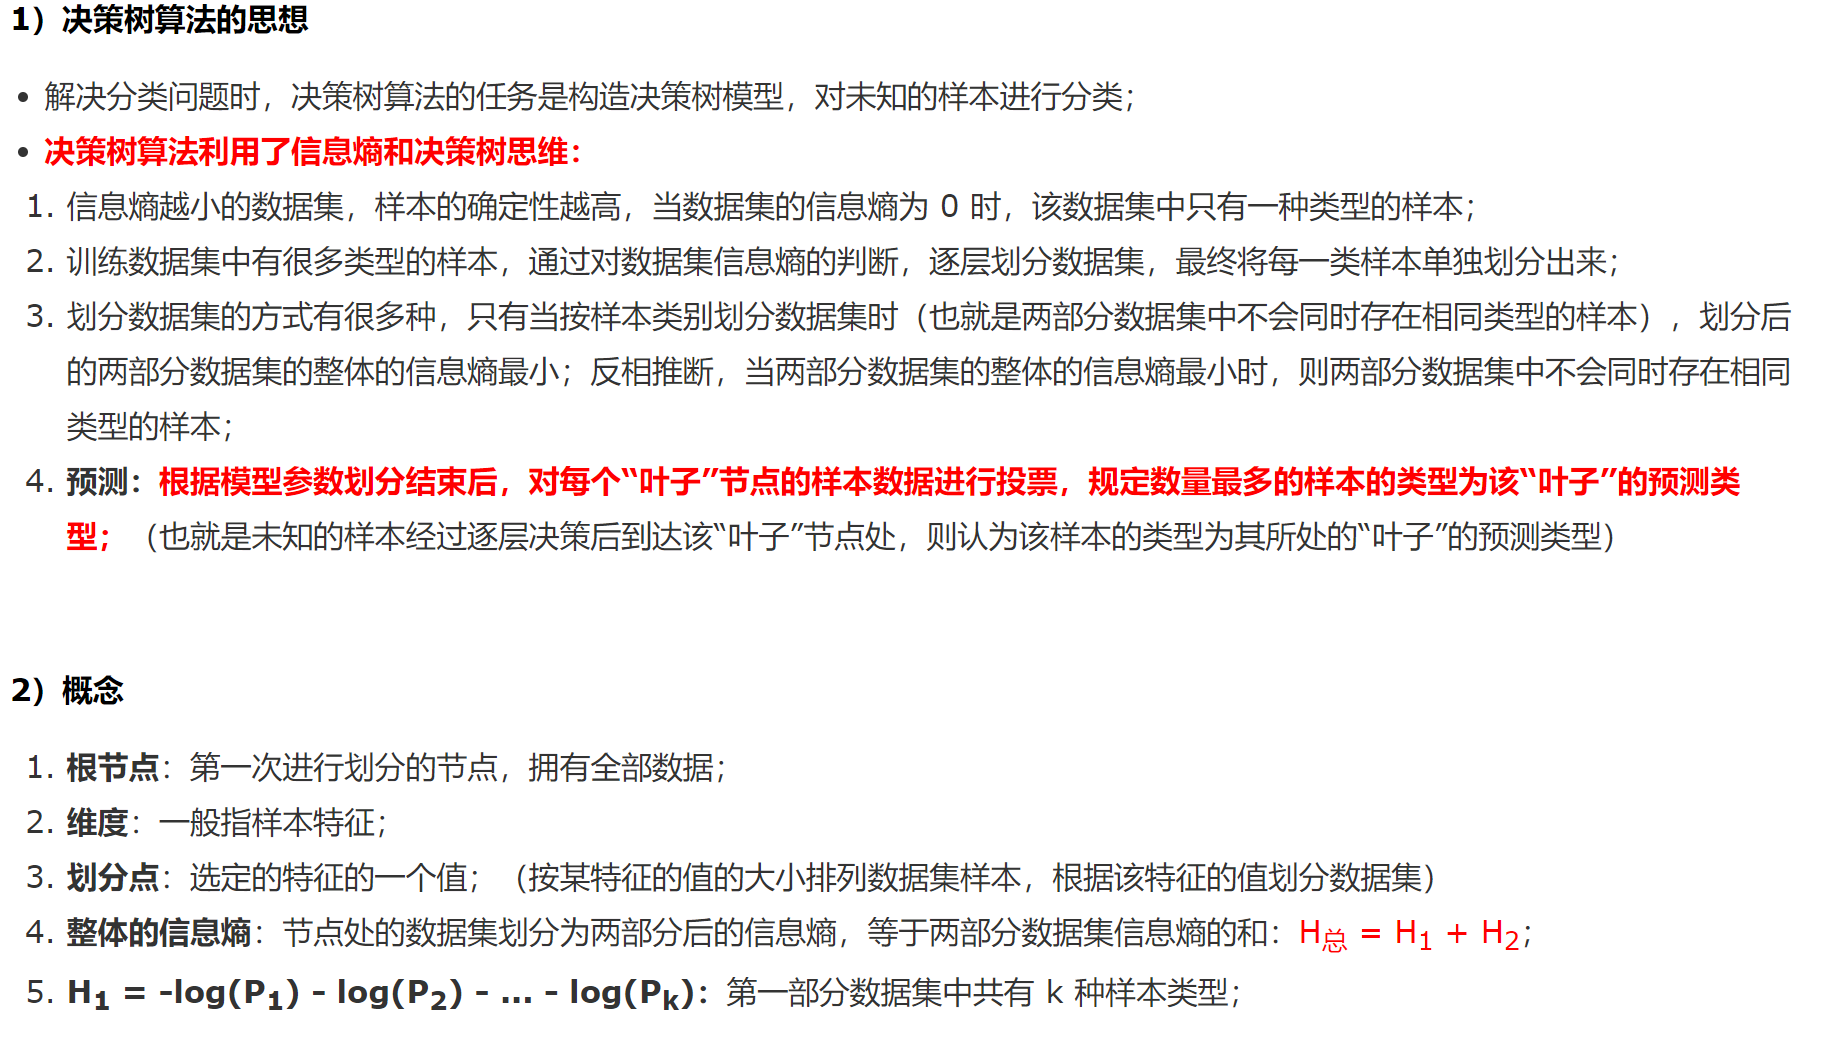 1）决策树算法的思想
• 解决分类问题时，决策树算法的任务是构造决策树模型，对未知的样本进行分类；
• 决策树算法利用了信息熵和决策树思维：
1. 信息熵越小的数据集，样本的确定性越高，当数据集的信息熵为 0 时，该数据集中只有一种类型的样本；
2. 训练数据集中有很多类型的样本，通过对数据集信息熵的判断，逐层划分数据集，最终将每一类样本单独划分出来；
3. 划分数据集的方式有很多种，只有当按样本类别划分数据集时（也就是两部分数据集中不会同时存在相同类型的样本），划分后
的两部分数据集的整体的信息熵最小；反相推断，当两部分数据集的整体的信息熵最小时，则两部分数据集中不会同时存在相同
类型的样本；
4. 预测：根据模型参数划分结束后，对每个“叶子”节点的样本数据进行投票，规定数量最多的样本的类型为该“叶子”的预测类
型；（也就是未知的样本经过逐层决策后到达该“叶子”节点处，则认为该样本的类型为其所处的“叶子”的预测类型）
2）概念
1. 根节点：第一次进行划分的节点，拥有全部数据；
2. 维度：一般指样本特征；
3. 划分点：选定的特征的一个值；（按某特征的值的大小排列数据集样本，根据该特征的值划分数据集）
4. 整体的信息熵：节点处的数据集划分为两部分后的信息熵，等于两部分数据集信息熵的和：H总 = H1 + H2；
5. H1 = -log(P1) - log(P2) - ... - log(Pk)：第一部分数据集中共有 k 种样本类型；